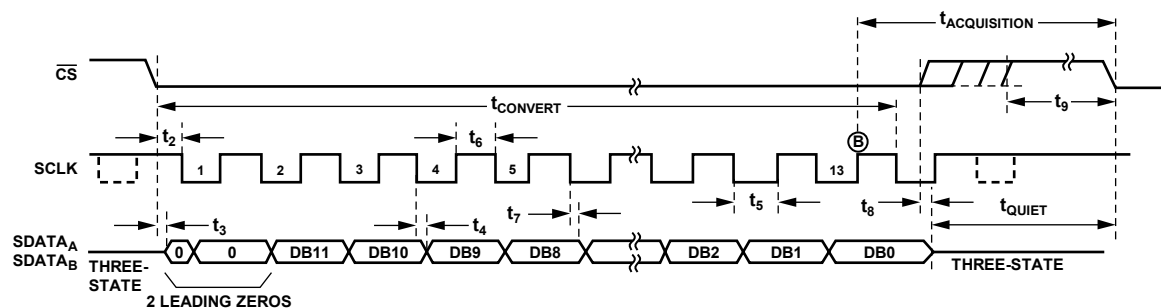 tACQUISITION
CS
tCONVERT
t9
t2
t6
B
SCLK
1
2
3
4
5
13
t3
t4
t7
t5
t8
tQUIET
SDATAA
SDATAB
0
0
DB11
DB10
DB9
DB8
DB2
DB1
DB0
THREE-
STATE
THREE-STATE
2 LEADING ZEROS